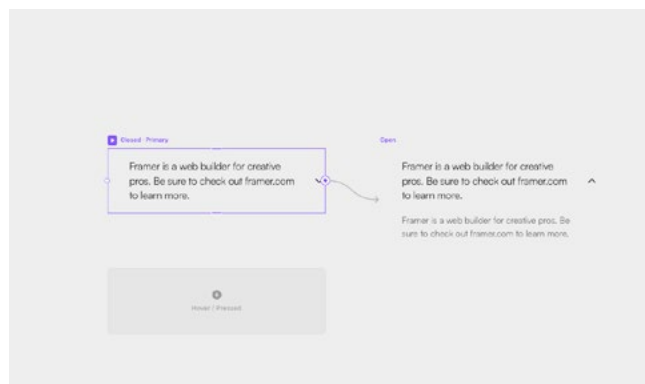 Closed · Primary
Framer is a web builder for creative
pros. Be sure to check out framer.com
to learn more.
Open
Framer is a web builder for creative
pros. Be sure to check out framer.com
to learn more.
Framer is a web builder for creative pros. Be
sure to check out framer.com to learn more.
Hover / Pressed